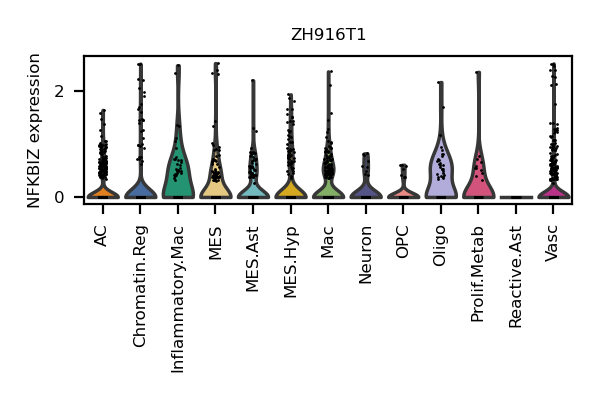 ZH916T1
NFKBIZ expression
2
0
AC
Chromatin.Reg
Inflammatory.Mac
MES
MES.Ast
MES.Hyp
Mac
Neuron
OPC
Oligo
Prolif.Metab
Reactive.Ast
Vasc